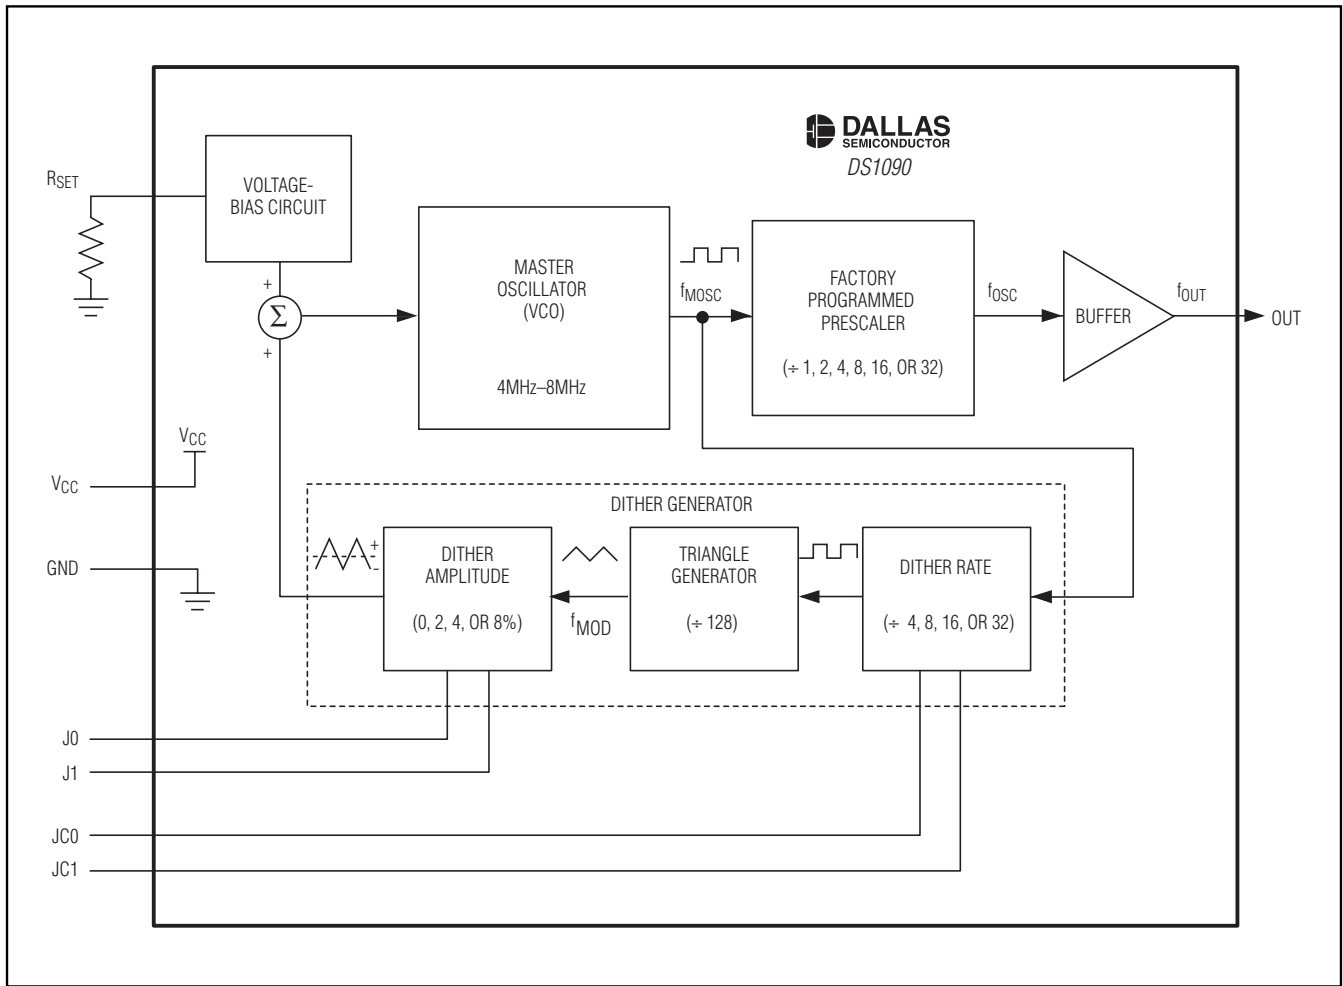 DALLAS
SEMICONDUCTOR
DS1090
RSET
VOLTAGE-
BIAS CIRCUIT
+
Σ
+
MASTER
OSCILLATOR
(VCO)
4MHz–8MHz
fMOSC
FACTORY
PROGRAMMED
PRESCALER
(÷ 1, 2, 4, 8, 16, OR 32)
fOSC
BUFFER
fOUT
OUT
VCC
VCC
GND
DITHER GENERATOR
+
-
DITHER
AMPLITUDE
(0, 2, 4, OR 8%)
fMOD
TRIANGLE
GENERATOR
(÷ 128)
DITHER RATE
(÷ 4, 8, 16, OR 32)
J0
J1
JC0
JC1